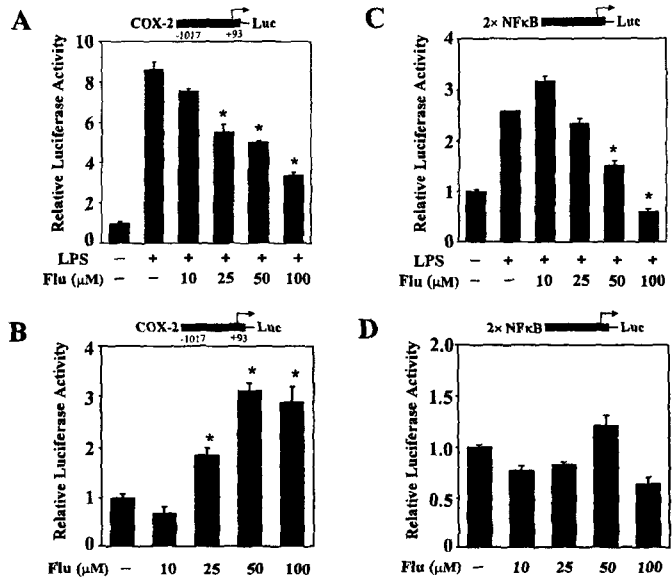 A
COX-2
Luc
-1017 +93
Relative Luciferase Activity
10
8
6
4
2
0
* * *
LPS − + + + + +
Flu (μM) − − 10 25 50 100
B
COX-2
Luc
-1017 +93
Relative Luciferase Activity
4
3
2
1
0
* * *
Flu (μM) − 10 25 50 100
C
2× NFκB
Luc
Relative Luciferase Activity
4
3
2
1
0
* *
− + + + + +
− − 10 25 50 100
D
2× NFκB
Luc
Relative Luciferase Activity
2.0
1.5
1.0
0.5
0
Flu (μM) − 10 25 50 100